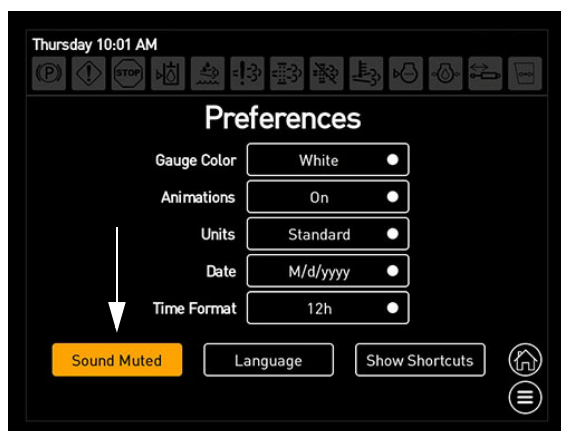 Thursday 10:01 AM
P STOP
Preferences
Gauge Color White
Animations On
Units Standard
Date M/d/yyyy
Time Format 12h
Sound Muted Language Show Shortcuts